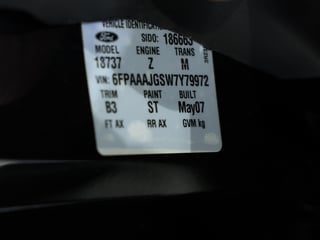 VEHICLE IDENTIFICATION
Ford SIDO: 186663
MODEL ENGINE TRANS
18737 Z M
VIN: 6FPAAAJGSW7Y79972
TRIM PAINT BUILT
B3 ST May07
FT AX RR AX GVM kg